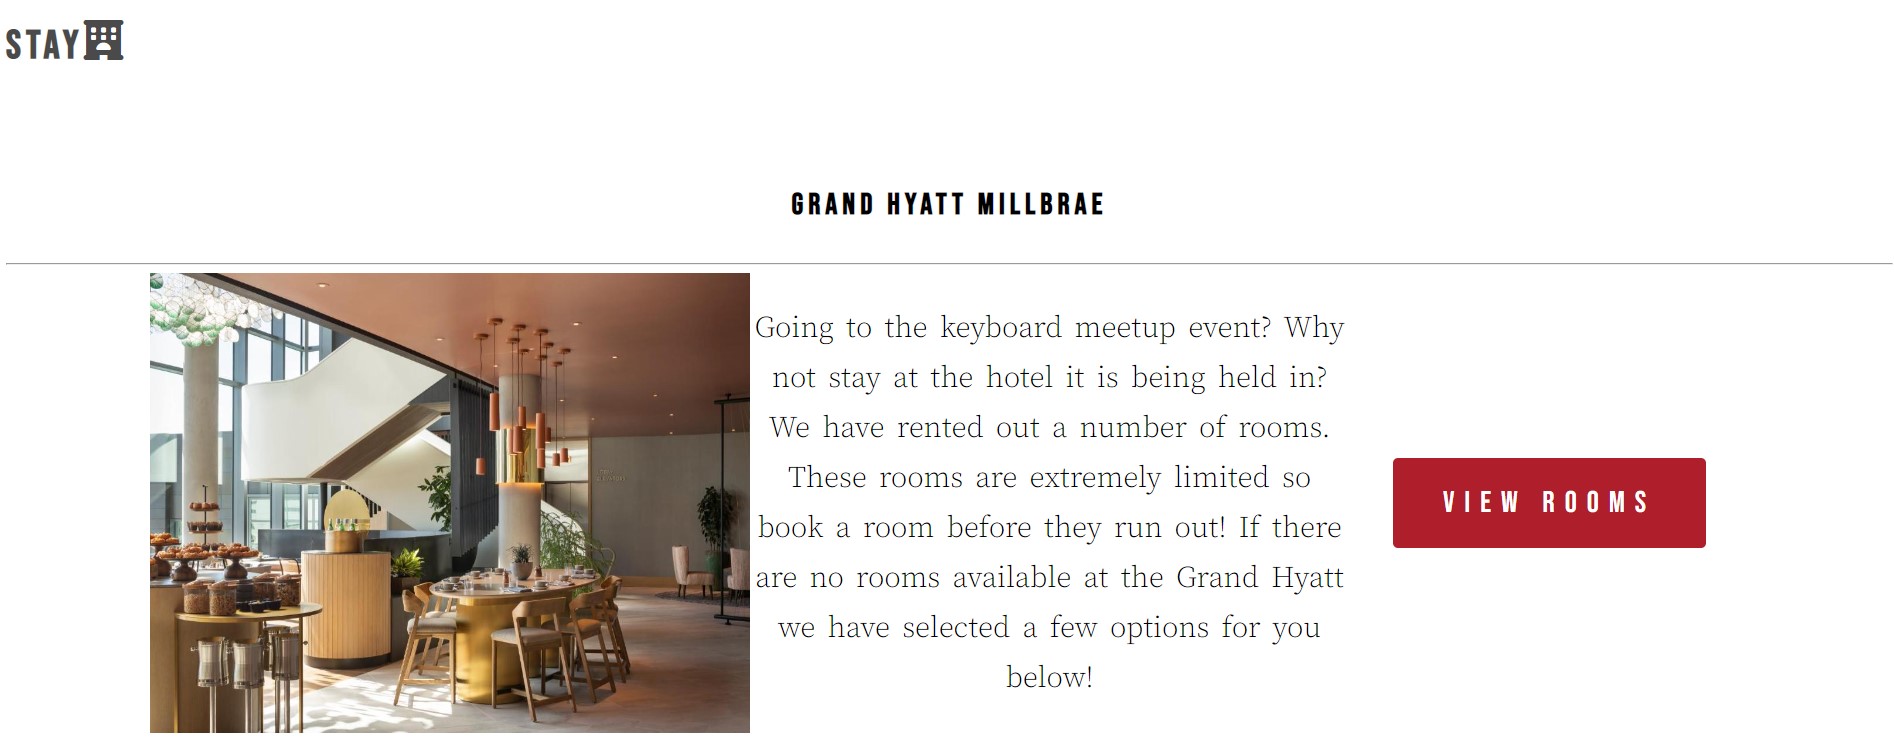 STAY
GRAND HYATT MILLBRAE
Going to the keyboard meetup event? Why
not stay at the hotel it is being held in?
We have rented out a number of rooms.
These rooms are extremely limited so
book a room before they run out! If there
are no rooms available at the Grand Hyatt
we have selected a few options for you
below!
VIEW ROOMS